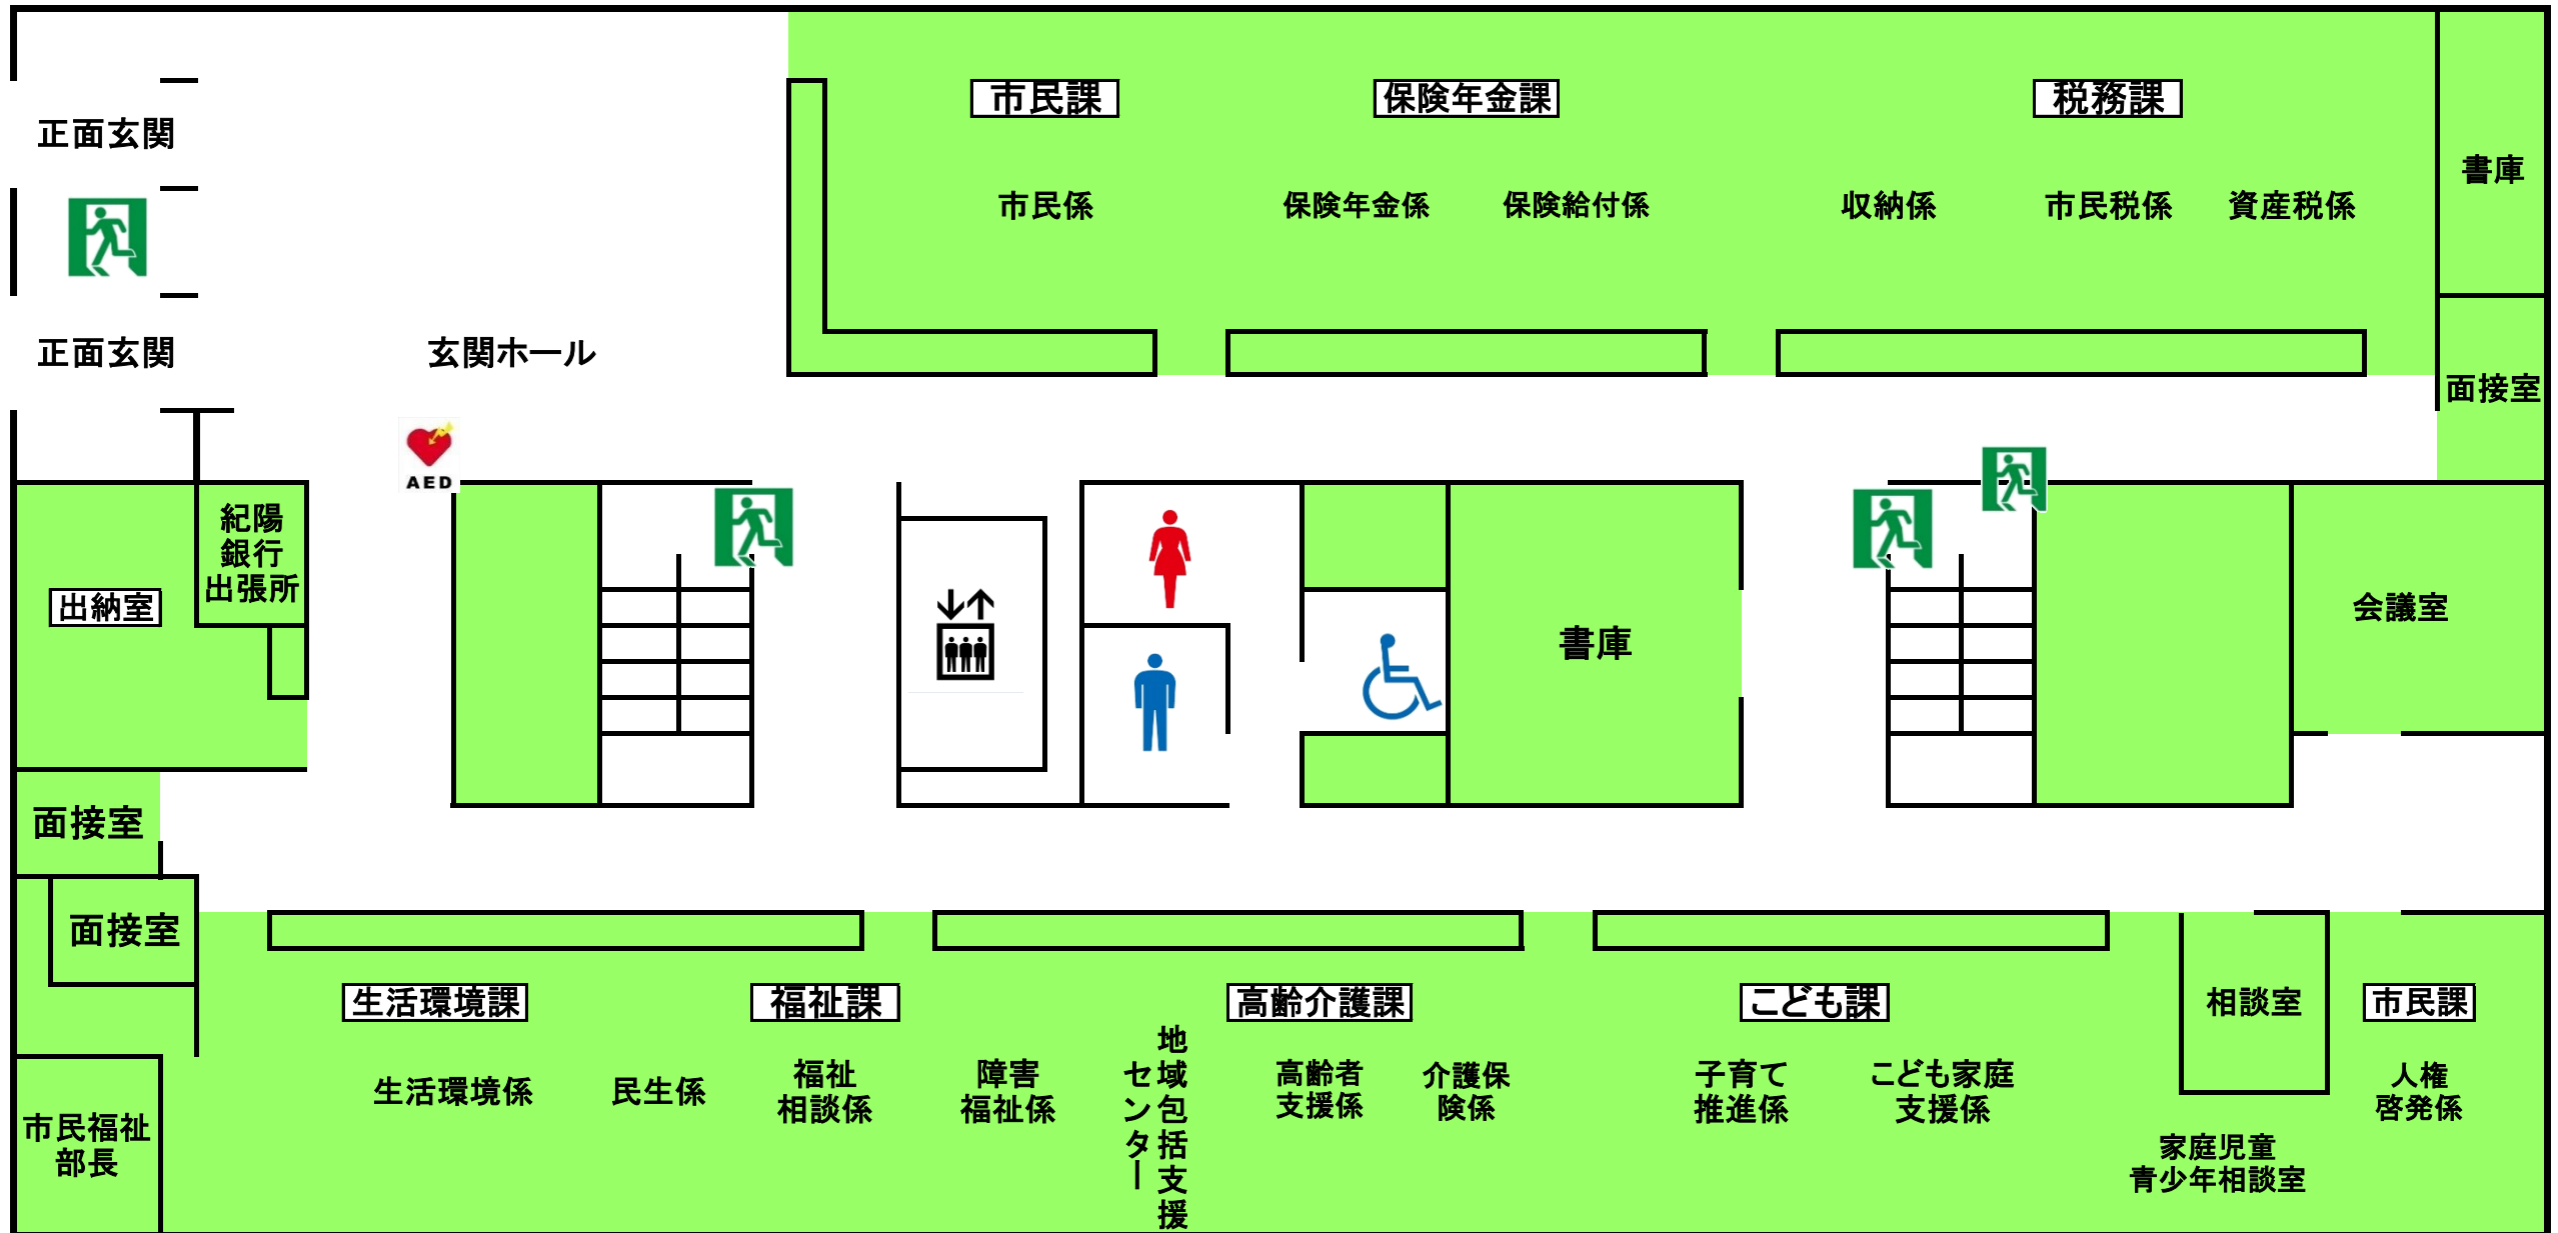 市民課
保険年金課
税務課
正面玄関
書庫
市民係
保険年金係
保険給付係
収納係
市民税係
資産税係
正面玄関
玄関ホール
面接室
AED
紀陽
銀行
出張所
出納室
会議室
書庫
面接室
面接室
生活環境課
福祉課
高齢介護課
こども課
相談室
市民課
生活環境係
民生係
福祉
相談係
障害
福祉係
地域包括支援
センター
高齢者
支援係
介護保
険係
子育て
推進係
こども家庭
支援係
人権
啓発係
市民福祉
部長
家庭児童
青少年相談室